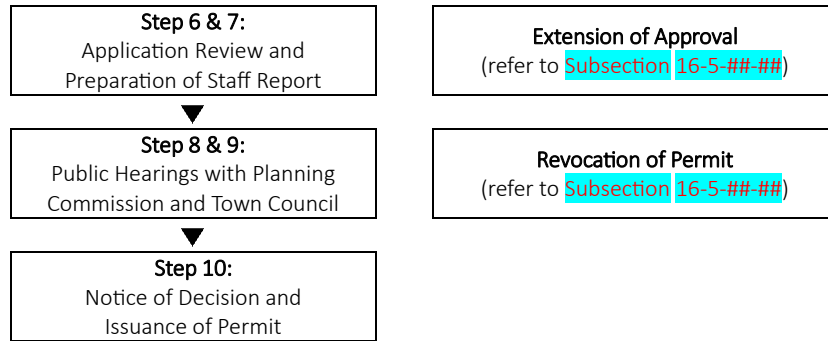 Step 6 & 7:
Application Review and
Preparation of Staff Report
Step 8 & 9:
Public Hearings with Planning
Commission and Town Council
Step 10:
Notice of Decision and
Issuance of Permit
Extension of Approval
(refer to Subsection 16-5-##-##)
Revocation of Permit
(refer to Subsection 16-5-##-##)